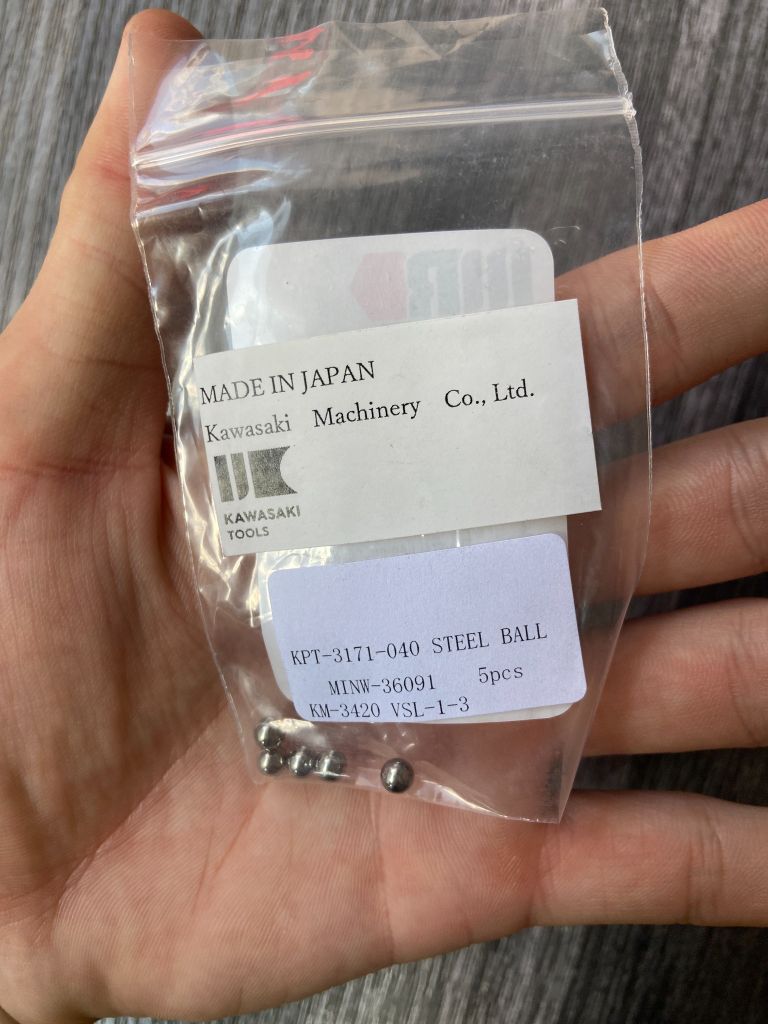 MADE IN JAPAN
Kawasaki Machinery Co., Ltd.
KAWASAKI
TOOLS
KPT-3171-040 STEEL BALL
MINW-36091 5pcs
KM-3420 VSL-1-3